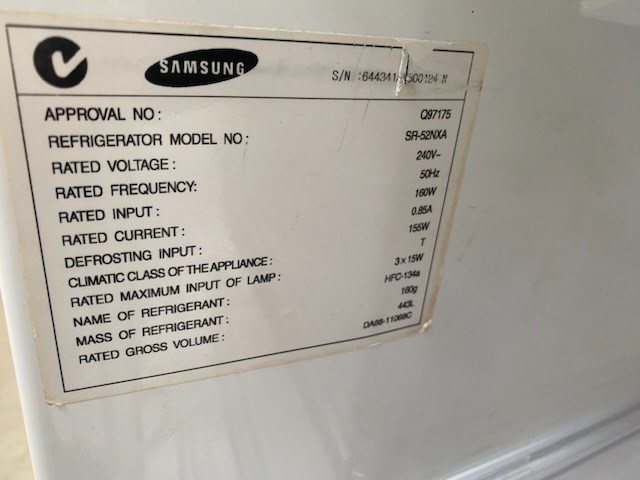 SAMSUNG
S/N :644341
APPROVAL NO : Q97175
REFRIGERATOR MODEL NO : SR-52NXA
RATED VOLTAGE : 240V~
RATED FREQUENCY: 50Hz
RATED INPUT : 160W
RATED CURRENT : 0.85A
DEFROSTING INPUT : 155W
CLIMATIC CLASS OF THE APPLIANCE : T
RATED MAXIMUM INPUT OF LAMP : 3×15W
NAME OF REFRIGERANT : HFC-134a
MASS OF REFRIGERANT : 160g
RATED GROSS VOLUME : 443L
DA68-11068C